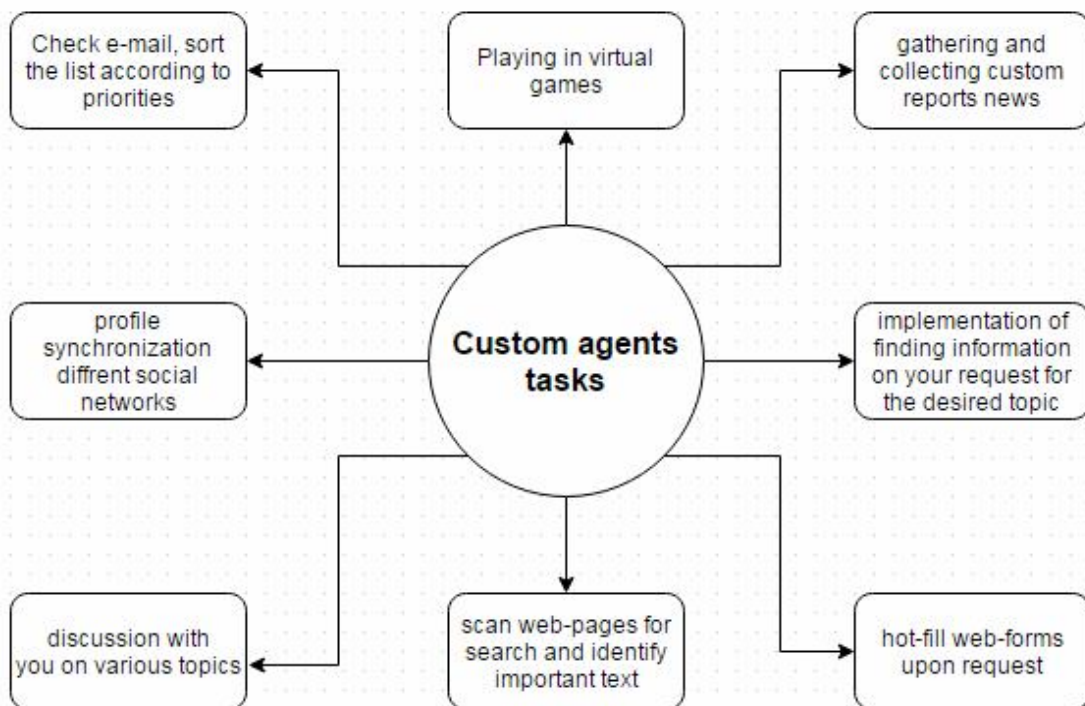 Check e-mail, sort
the list according to
priorities
Playing in virtual
games
gathering and
collecting custom
reports news
profile
synchronization
diffrent social
networks
Custom agents
tasks
implementation of
finding information
on your request for
the desired topic
discussion with
you on various topics
scan web-pages for
search and identify
important text
hot-fill web-forms
upon request